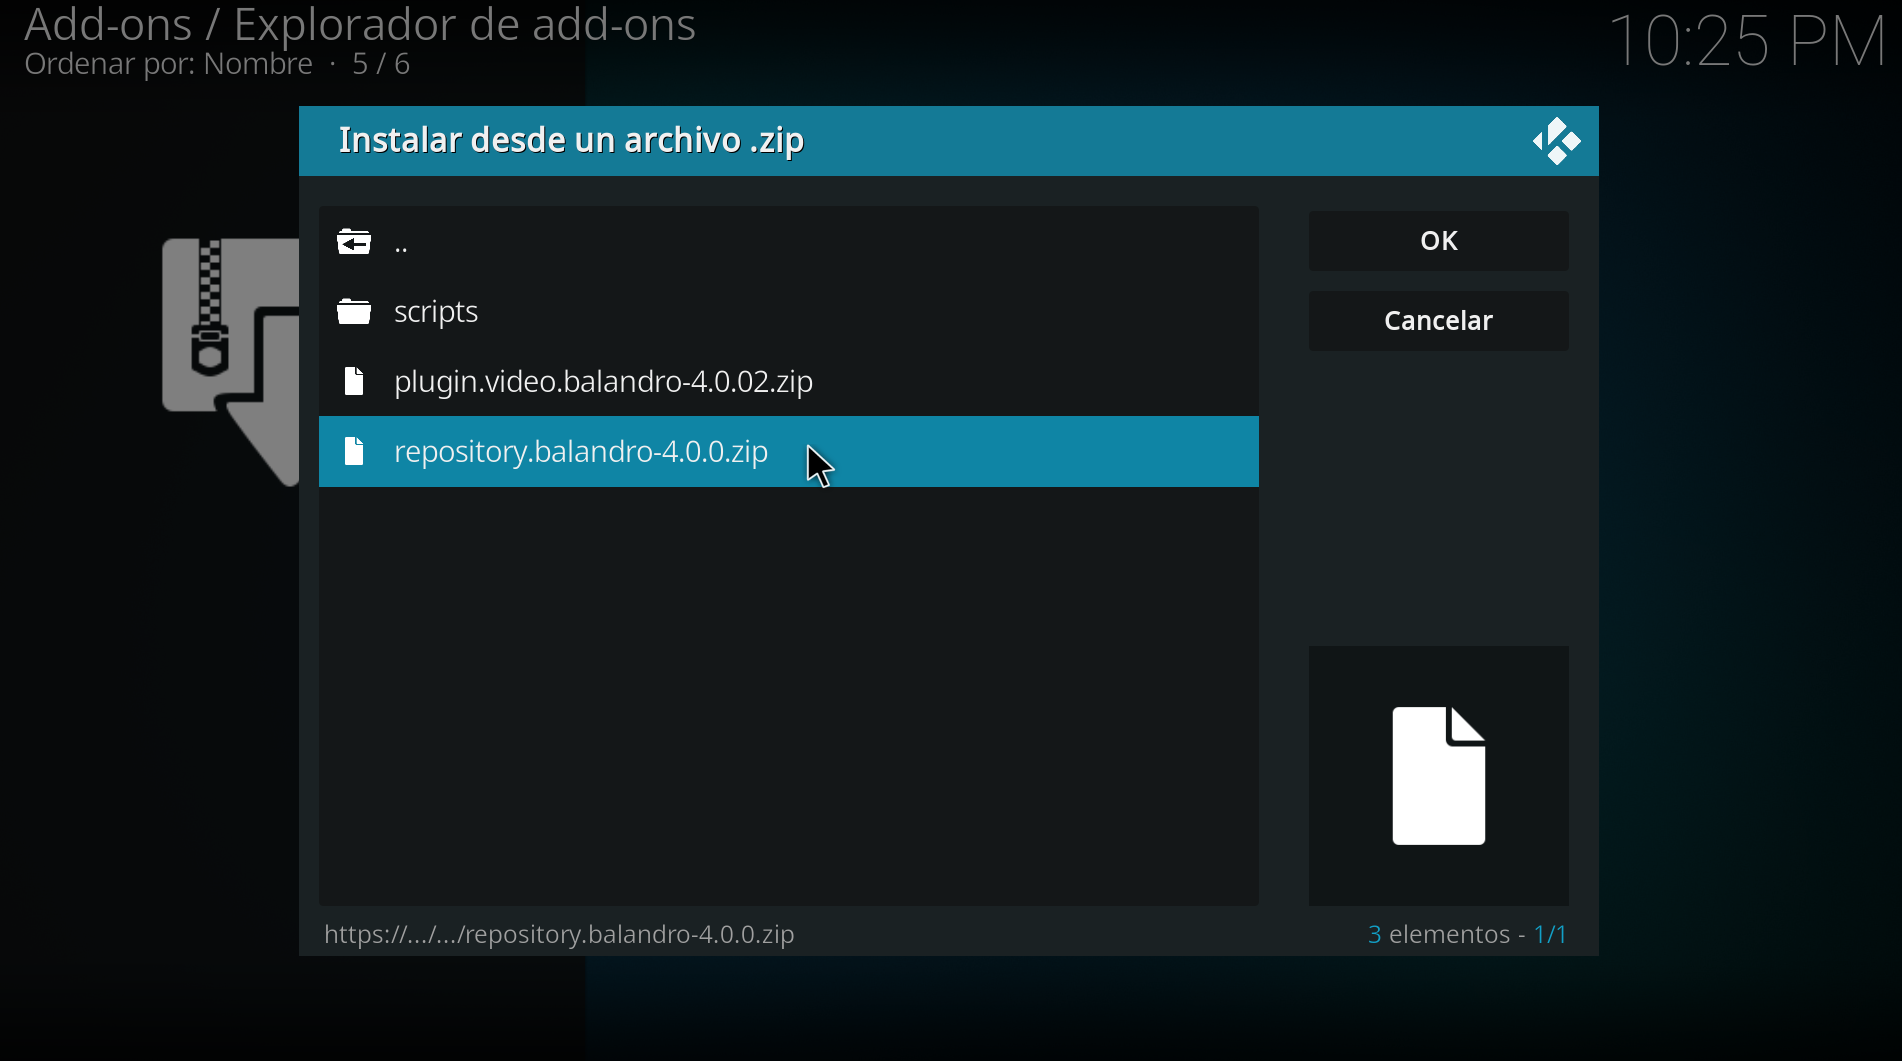 Add-ons / Explorador de add-ons
Ordenar por: Nombre · 5 / 6
10:25 PM
Instalar desde un archivo .zip
..
scripts
plugin.video.balandro-4.0.02.zip
repository.balandro-4.0.0.zip
OK
Cancelar
https://.../.../repository.balandro-4.0.0.zip
3 elementos - 1/1